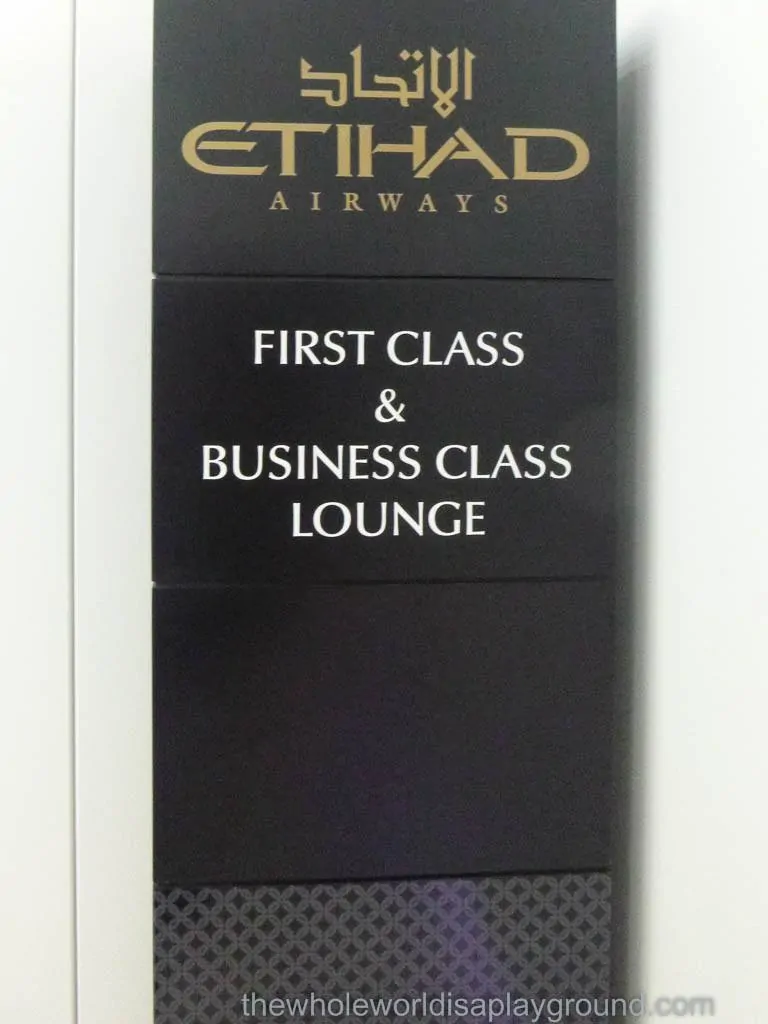 الاتحاد
ETIHAD
AIRWAYS
FIRST CLASS
&
BUSINESS CLASS
LOUNGE
thewholeworldisaplayground.com